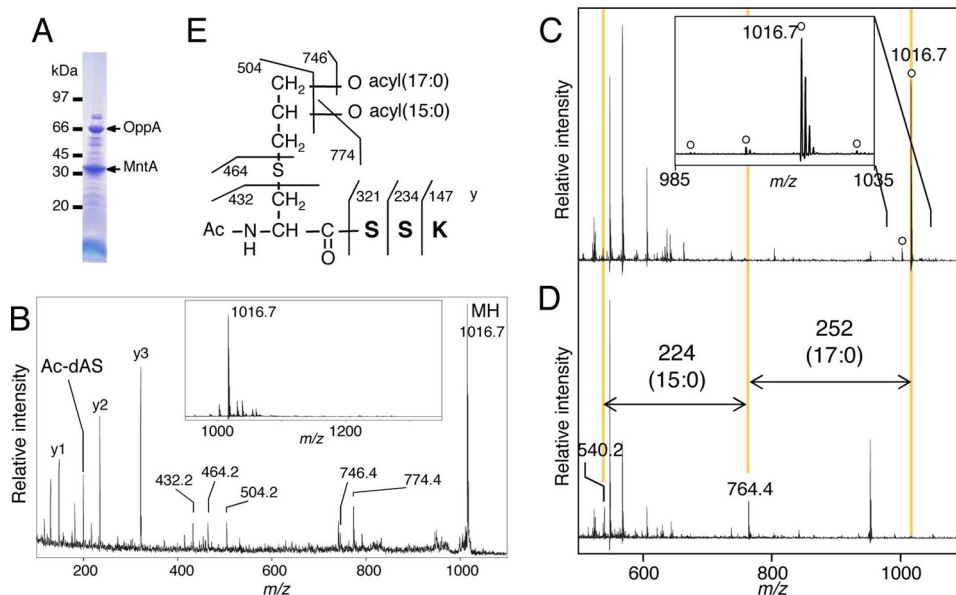 A
kDa
97
66
45
30
20
OppA
MntA
E
746
504
CH2 O acyl(17:0)
CH O acyl(15:0)
CH2
774
464
S
432
CH2
321 234 147 y
Ac N CH C S S K
H O
B
Relative intensity
Ac-dAS
y1
y2
y3
432.2
464.2
504.2
746.4
774.4
MH
1016.7
1016.7
1000 1200
m/z
200 400 600 800 1000
m/z
C
Relative intensity
1016.7
1016.7
985 1035
m/z
D
Relative intensity
224
(15:0)
252
(17:0)
540.2
764.4
600 800 1000
m/z